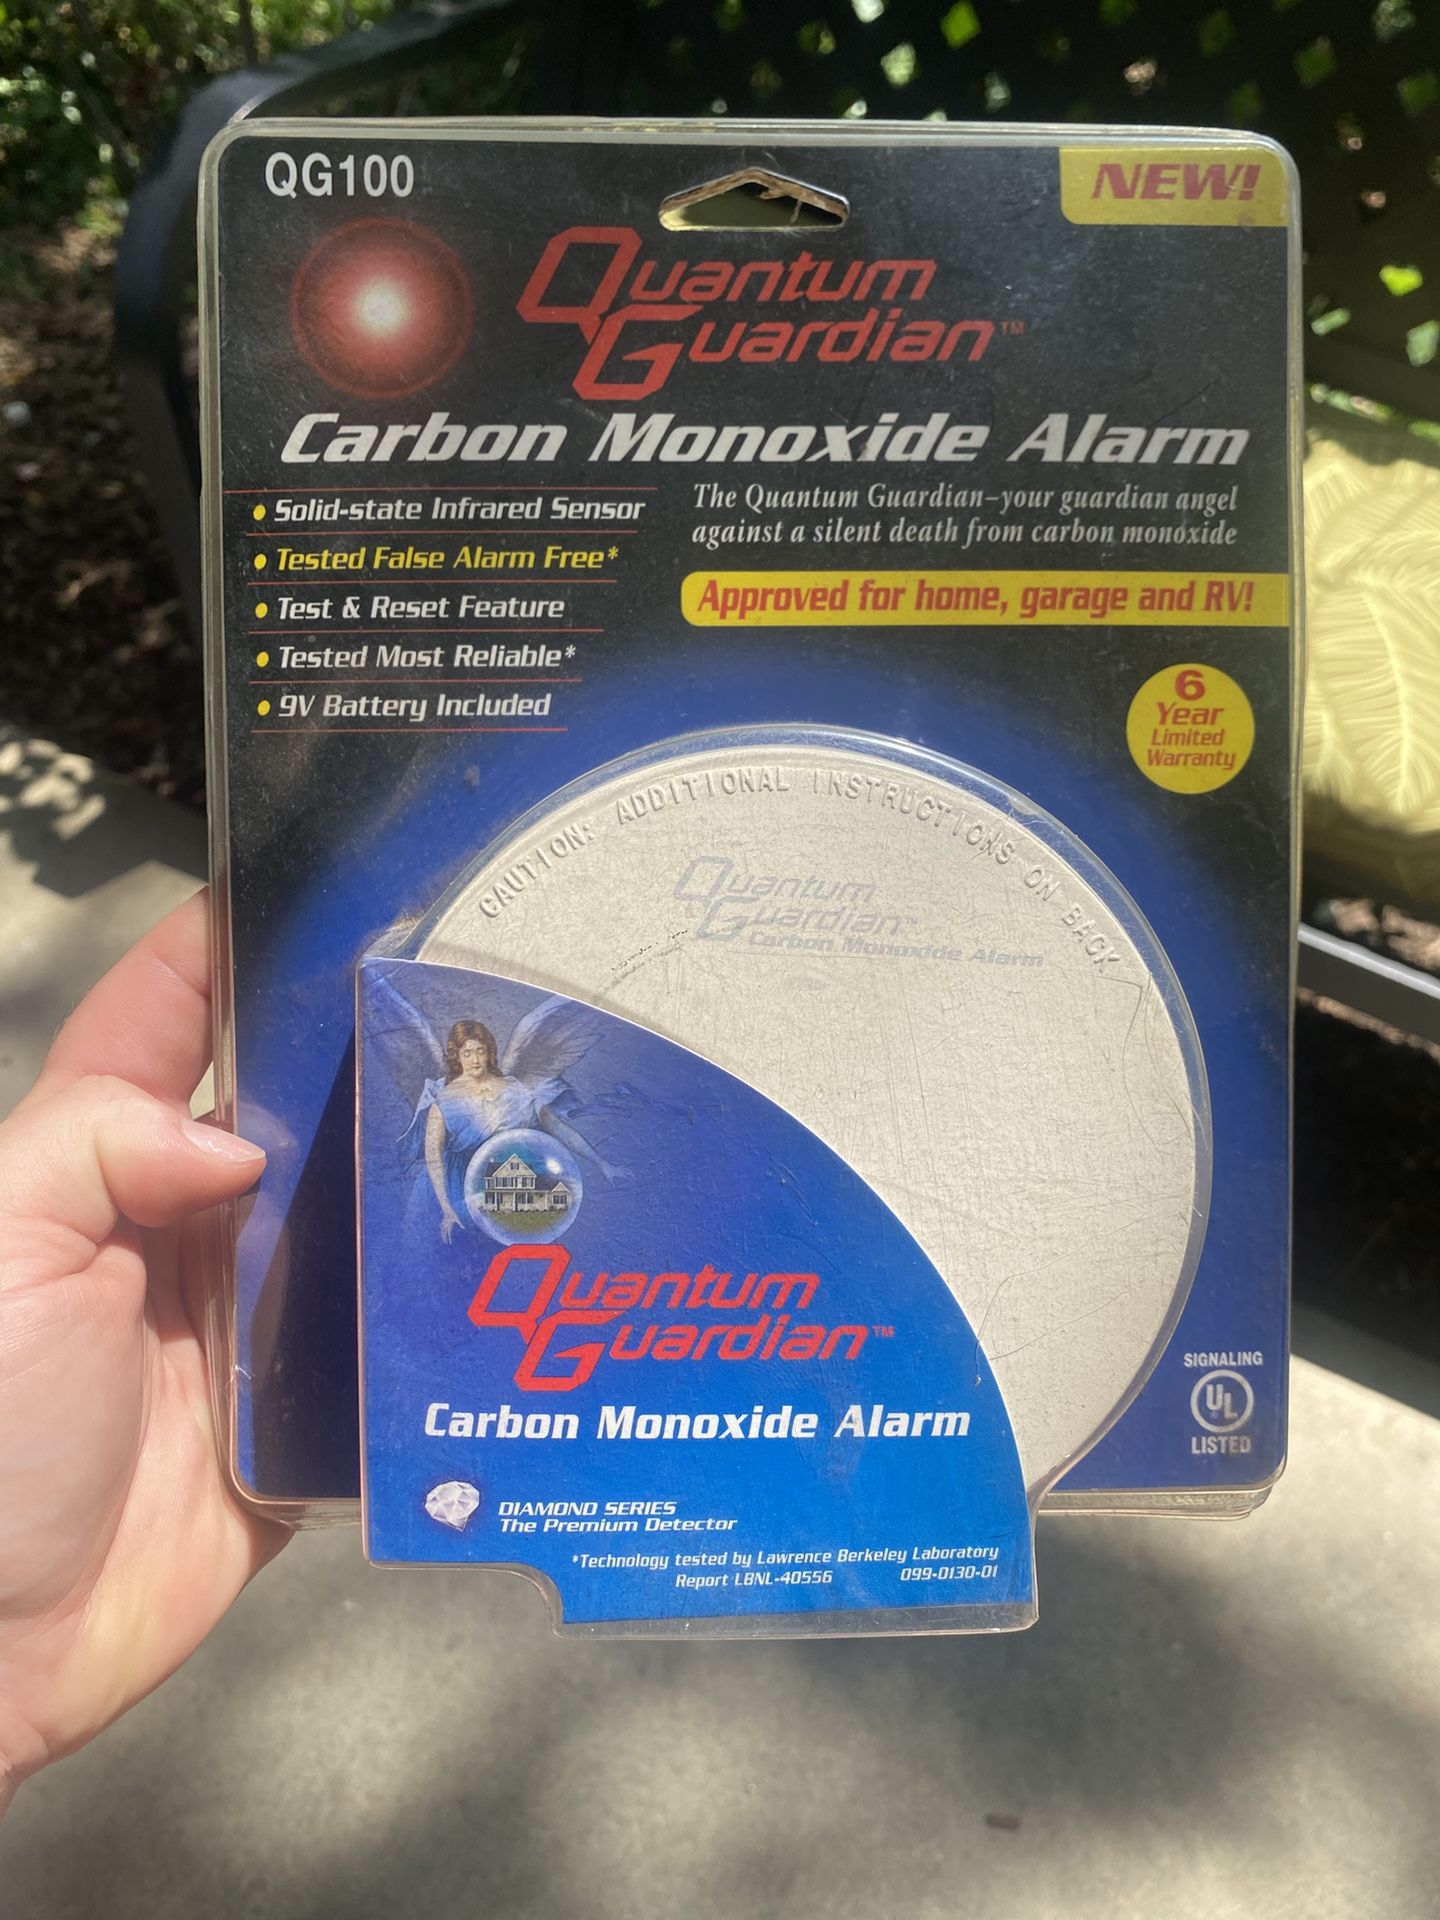 QG100
NEW!
Quantum
Guardian™
Carbon Monoxide Alarm
• Solid-state Infrared Sensor
• Tested False Alarm Free*
• Test & Reset Feature
• Tested Most Reliable*
• 9V Battery Included
The Quantum Guardian–your guardian angel
against a silent death from carbon monoxide
Approved for home, garage and RV!
6
Year
Limited
Warranty
CAUTION: ADDITIONAL INSTRUCTIONS ON BACK
Quantum
Guardian™
Carbon Monoxide Alarm
Quantum
Guardian™
Carbon Monoxide Alarm
DIAMOND SERIES
The Premium Detector
*Technology tested by Lawrence Berkeley Laboratory
Report LBNL-40556 099-0130-01
SIGNALING
UL
LISTED